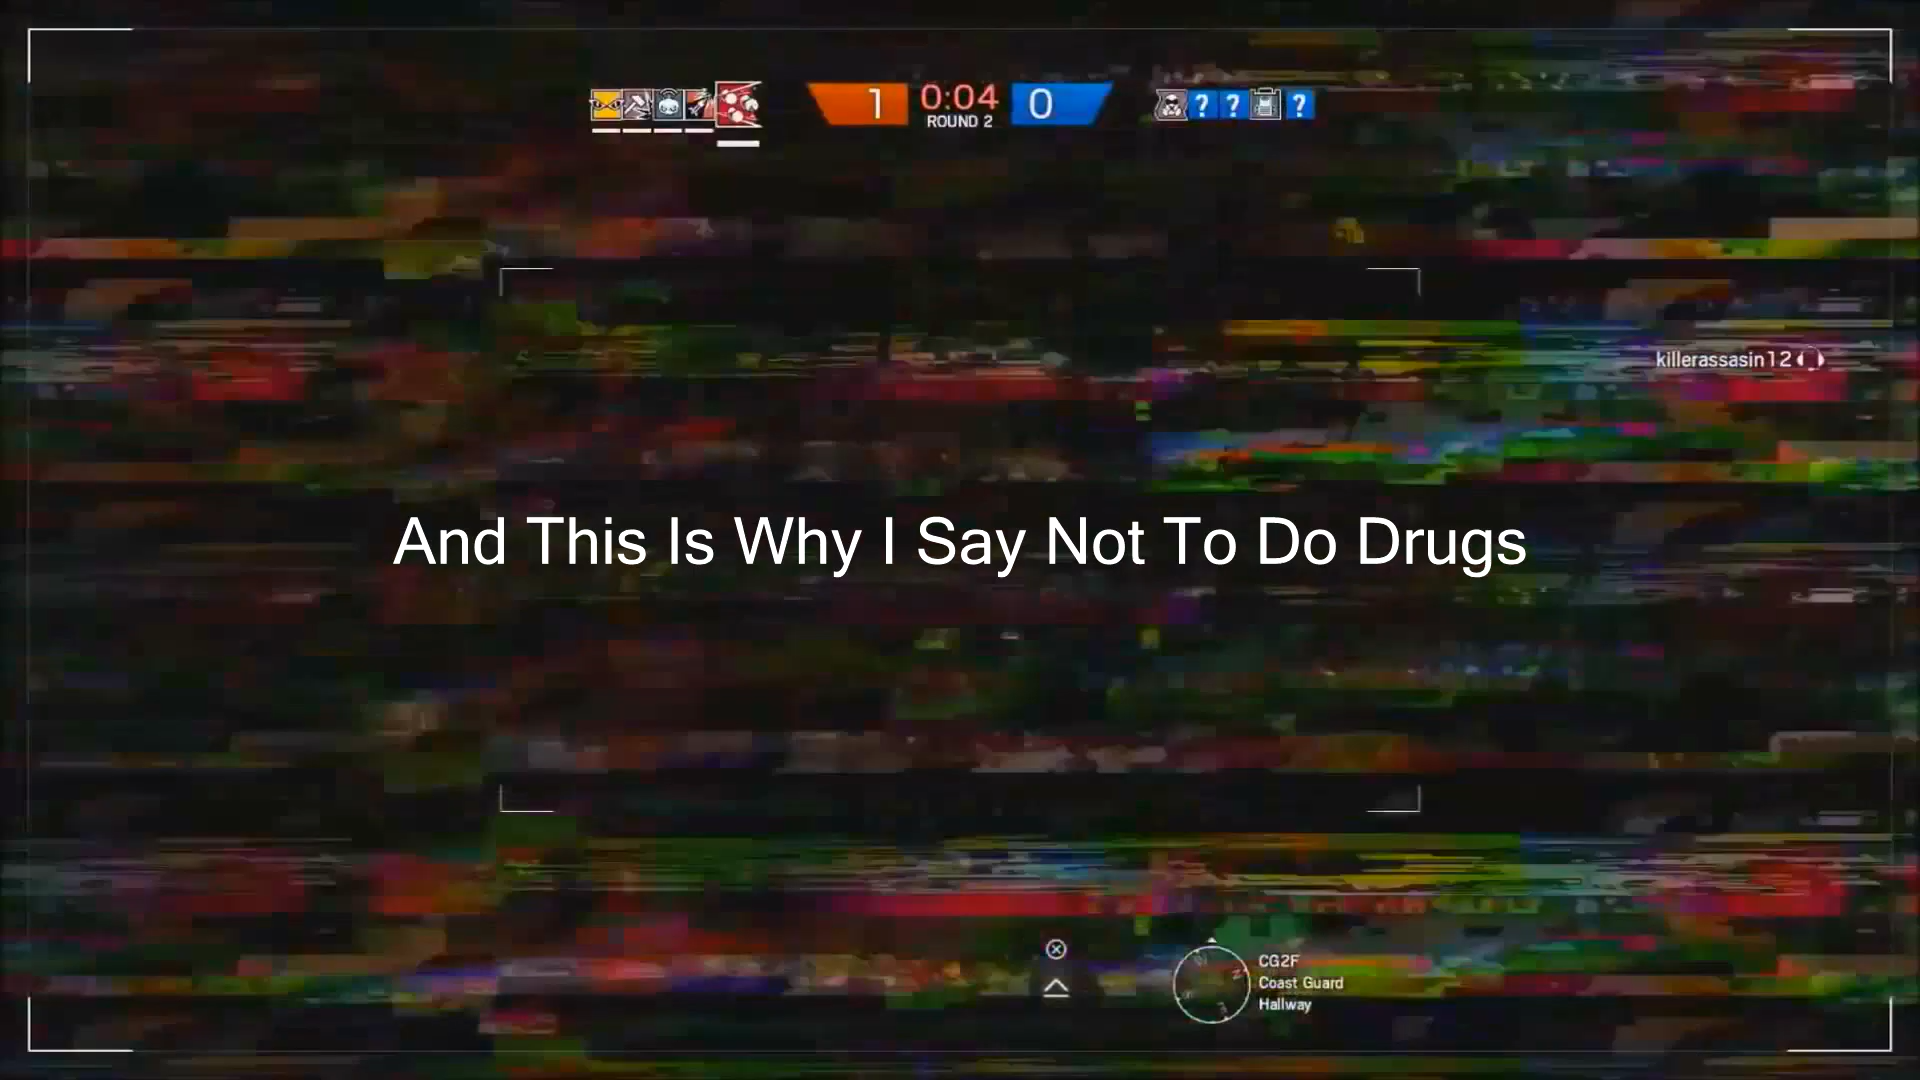 1 0:04 0
ROUND 2
? ? ?
killerassasin12
And This Is Why I Say Not To Do Drugs
CG2F
Coast Guard
Hallway